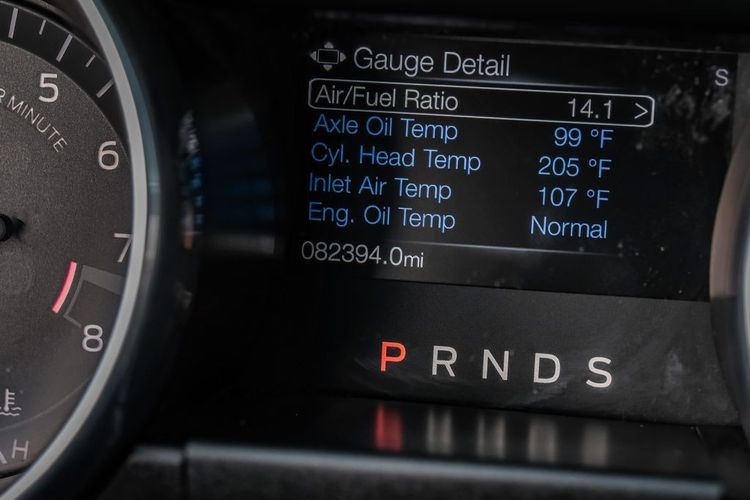 Gauge Detail
S
Air/Fuel Ratio 14.1 >
Axle Oil Temp 99 °F
Cyl. Head Temp 205 °F
Inlet Air Temp 107 °F
Eng. Oil Temp Normal
082394.0mi
P R N D S
5
MINUTE
6
7
8
H